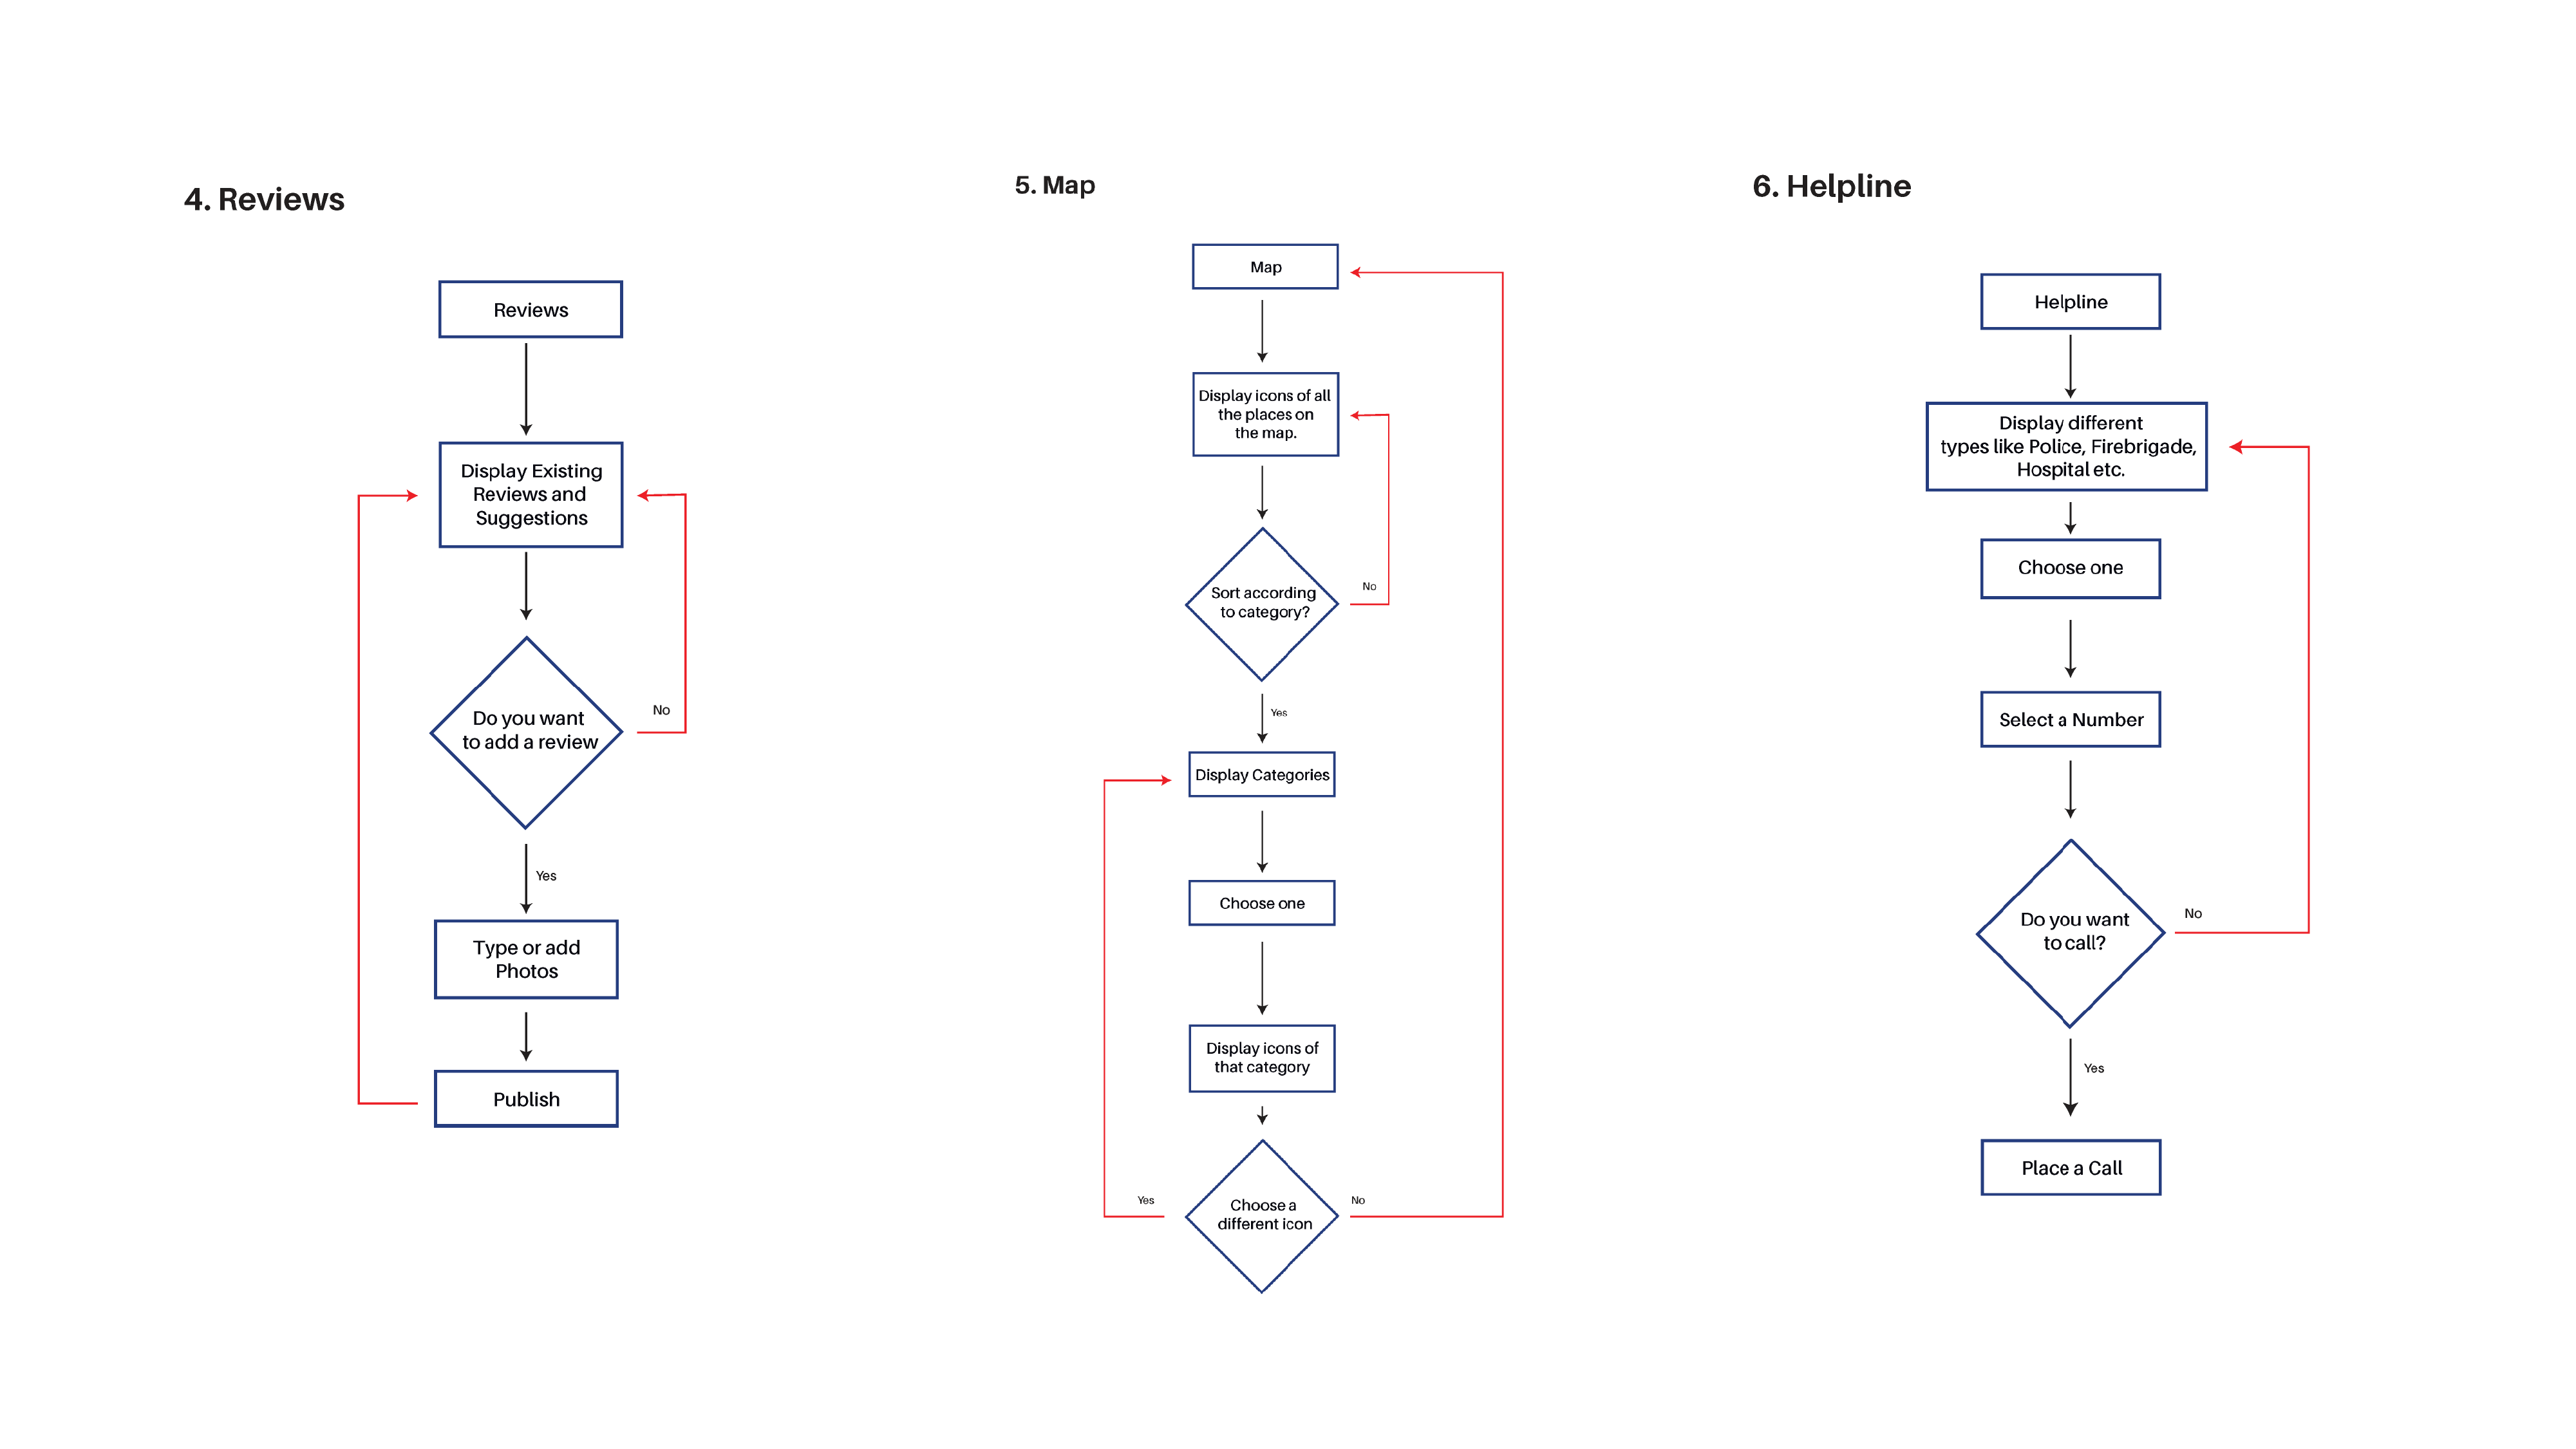 4. Reviews
Reviews
Display Existing
Reviews and
Suggestions
Do you want
to add a review
No
Yes
Type or add
Photos
Publish
5. Map
Map
Display icons of all
the places on
the map.
Sort according
to category?
No
Yes
Display Categories
Choose one
Display icons of
that category
Choose a
different icon
Yes
No
6. Helpline
Helpline
Display different
types like Police, Firebrigade,
Hospital etc.
Choose one
Select a Number
Do you want
to call?
No
Yes
Place a Call